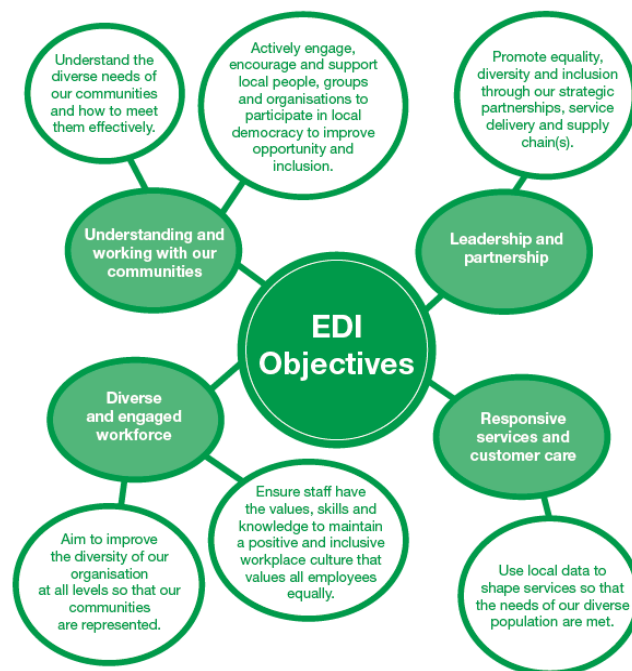 Understand the
diverse needs of
our communities
and how to meet
them effectively.
Actively engage,
encourage and support
local people, groups
and organisations to
participate in local
democracy to improve
opportunity and
inclusion.
Promote equality,
diversity and inclusion
through our strategic
partnerships, service
delivery and supply
chain(s).
Understanding and
working with our
communities
Leadership and
partnership
EDI
Objectives
Diverse
and engaged
workforce
Responsive
services and
customer care
Aim to improve
the diversity of our
organisation
at all levels so that our
communities
are represented.
Ensure staff have
the values, skills and
knowledge to maintain
a positive and inclusive
workplace culture that
values all employees
equally.
Use local data to
shape services so that
the needs of our diverse
population are met.